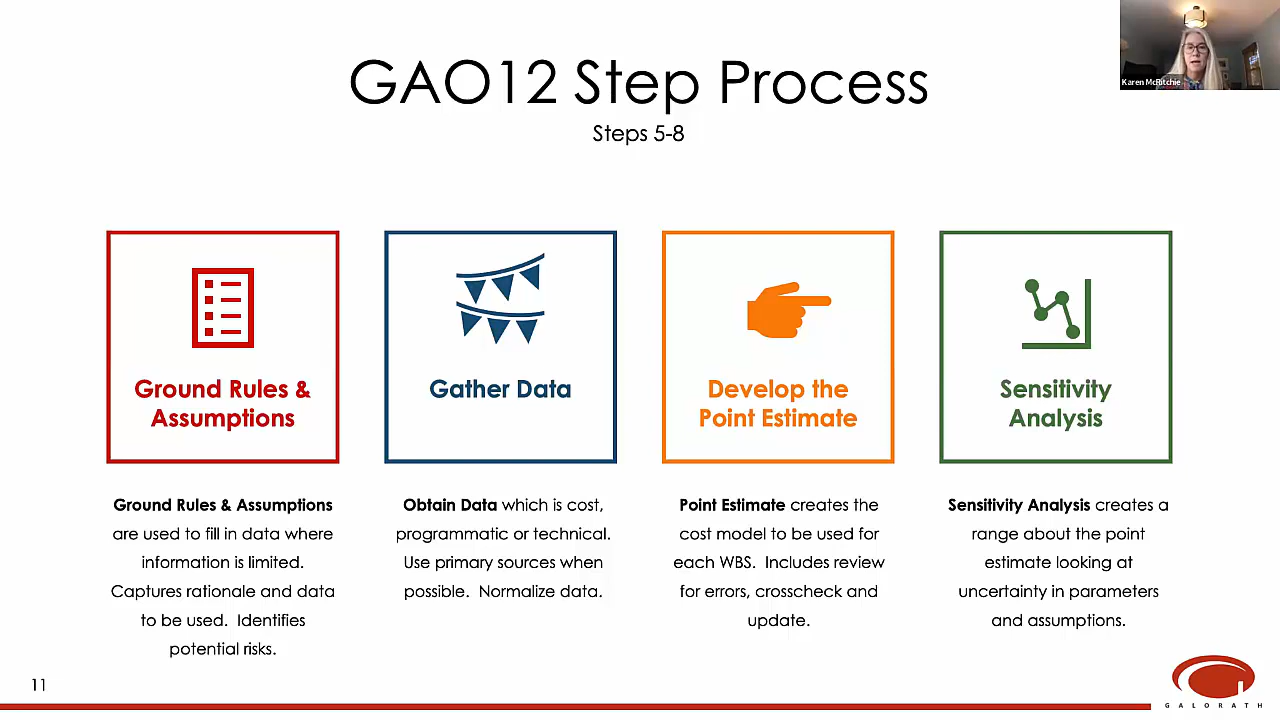 Karen McRitchie
GAO12 Step Process
Steps 5-8
Ground Rules &
Assumptions
Gather Data
Develop the
Point Estimate
Sensitivity
Analysis
Ground Rules & Assumptions
are used to fill in data where
information is limited.
Captures rationale and data
to be used.  Identifies
potential risks.
Obtain Data which is cost,
programmatic or technical.
Use primary sources when
possible.  Normalize data.
Point Estimate creates the
cost model to be used for
each WBS.  Includes review
for errors, crosscheck and
update.
Sensitivity Analysis creates a
range about the point
estimate looking at
uncertainty in parameters
and assumptions.
11
GALORATH